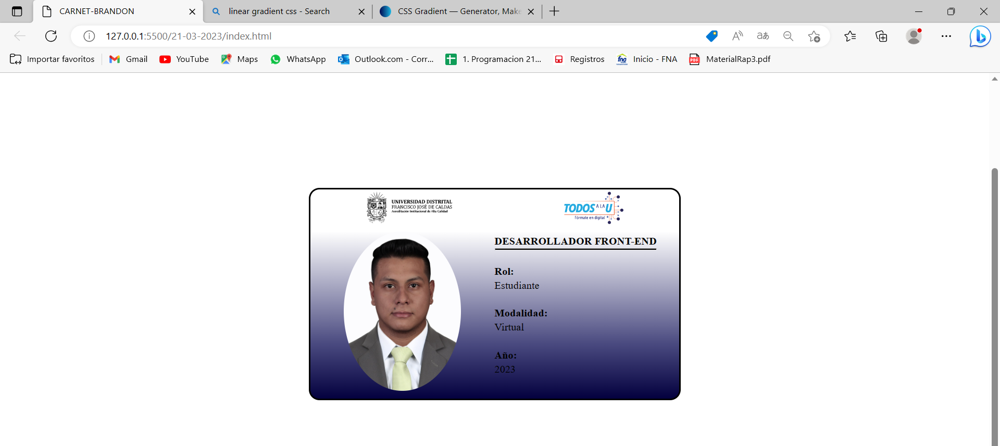 CARNET-BRANDON
linear gradient css - Search
CSS Gradient — Generator, Make
127.0.0.1:5500/21-03-2023/index.html
Importar favoritos
Gmail
YouTube
Maps
WhatsApp
Outlook.com - Corr...
1. Programacion 21...
Registros
fna
Inicio - FNA
PDF
MaterialRap3.pdf
UNIVERSIDAD DISTRITAL
FRANCISCO JOSÉ DE CALDAS
Acreditación Institucional de Alta Calidad
TODOS A LA U
Fórmate en digital
DESARROLLADOR FRONT-END
Rol:
Estudiante
Modalidad:
Virtual
Año:
2023